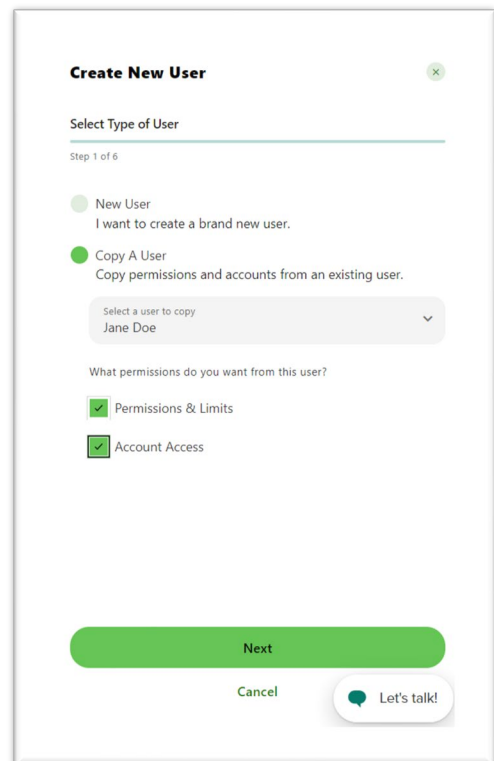 Create New User
Select Type of User
Step 1 of 6
New User
I want to create a brand new user.
Copy A User
Copy permissions and accounts from an existing user.
Select a user to copy
Jane Doe
What permissions do you want from this user?
Permissions & Limits
Account Access
Next
Cancel
Let's talk!